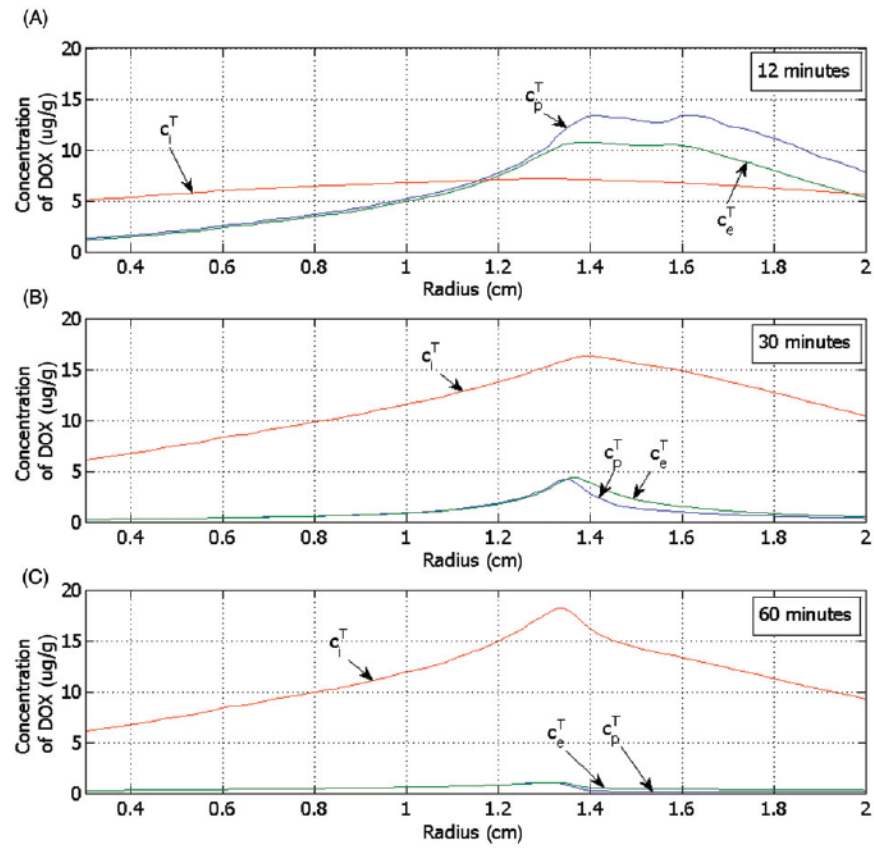 (A)
20
15
10
5
0
Concentration
of DOX (ug/g)
12 minutes
c_i^T
c_p^T
c_e^T
0.4 0.6 0.8 1 1.2 1.4 1.6 1.8 2
Radius (cm)
(B)
20
15
10
5
0
Concentration
of DOX (ug/g)
30 minutes
c_i^T
c_p^T
c_e^T
0.4 0.6 0.8 1 1.2 1.4 1.6 1.8 2
Radius (cm)
(C)
20
15
10
5
0
Concentration
of DOX (ug/g)
60 minutes
c_i^T
c_e^T
c_p^T
0.4 0.6 0.8 1 1.2 1.4 1.6 1.8 2
Radius (cm)